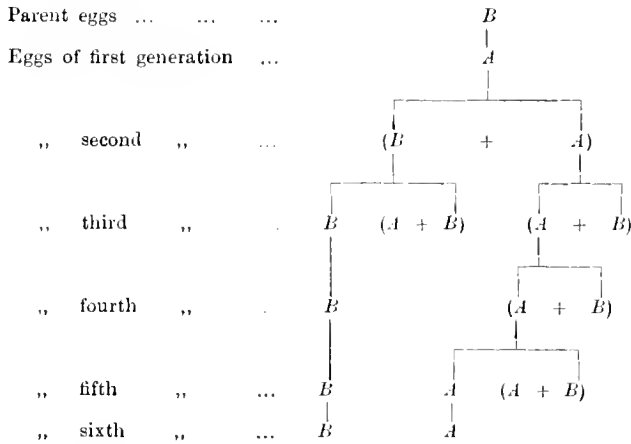 Parent eggs ... ... ... B
Eggs of first generation ... A
„ second „ ... (B + A)
„ third „ . B (A + B) (A + B)
„ fourth „ . B (A + B)
„ fifth „ ... B A (A + B)
„ sixth „ ... B A